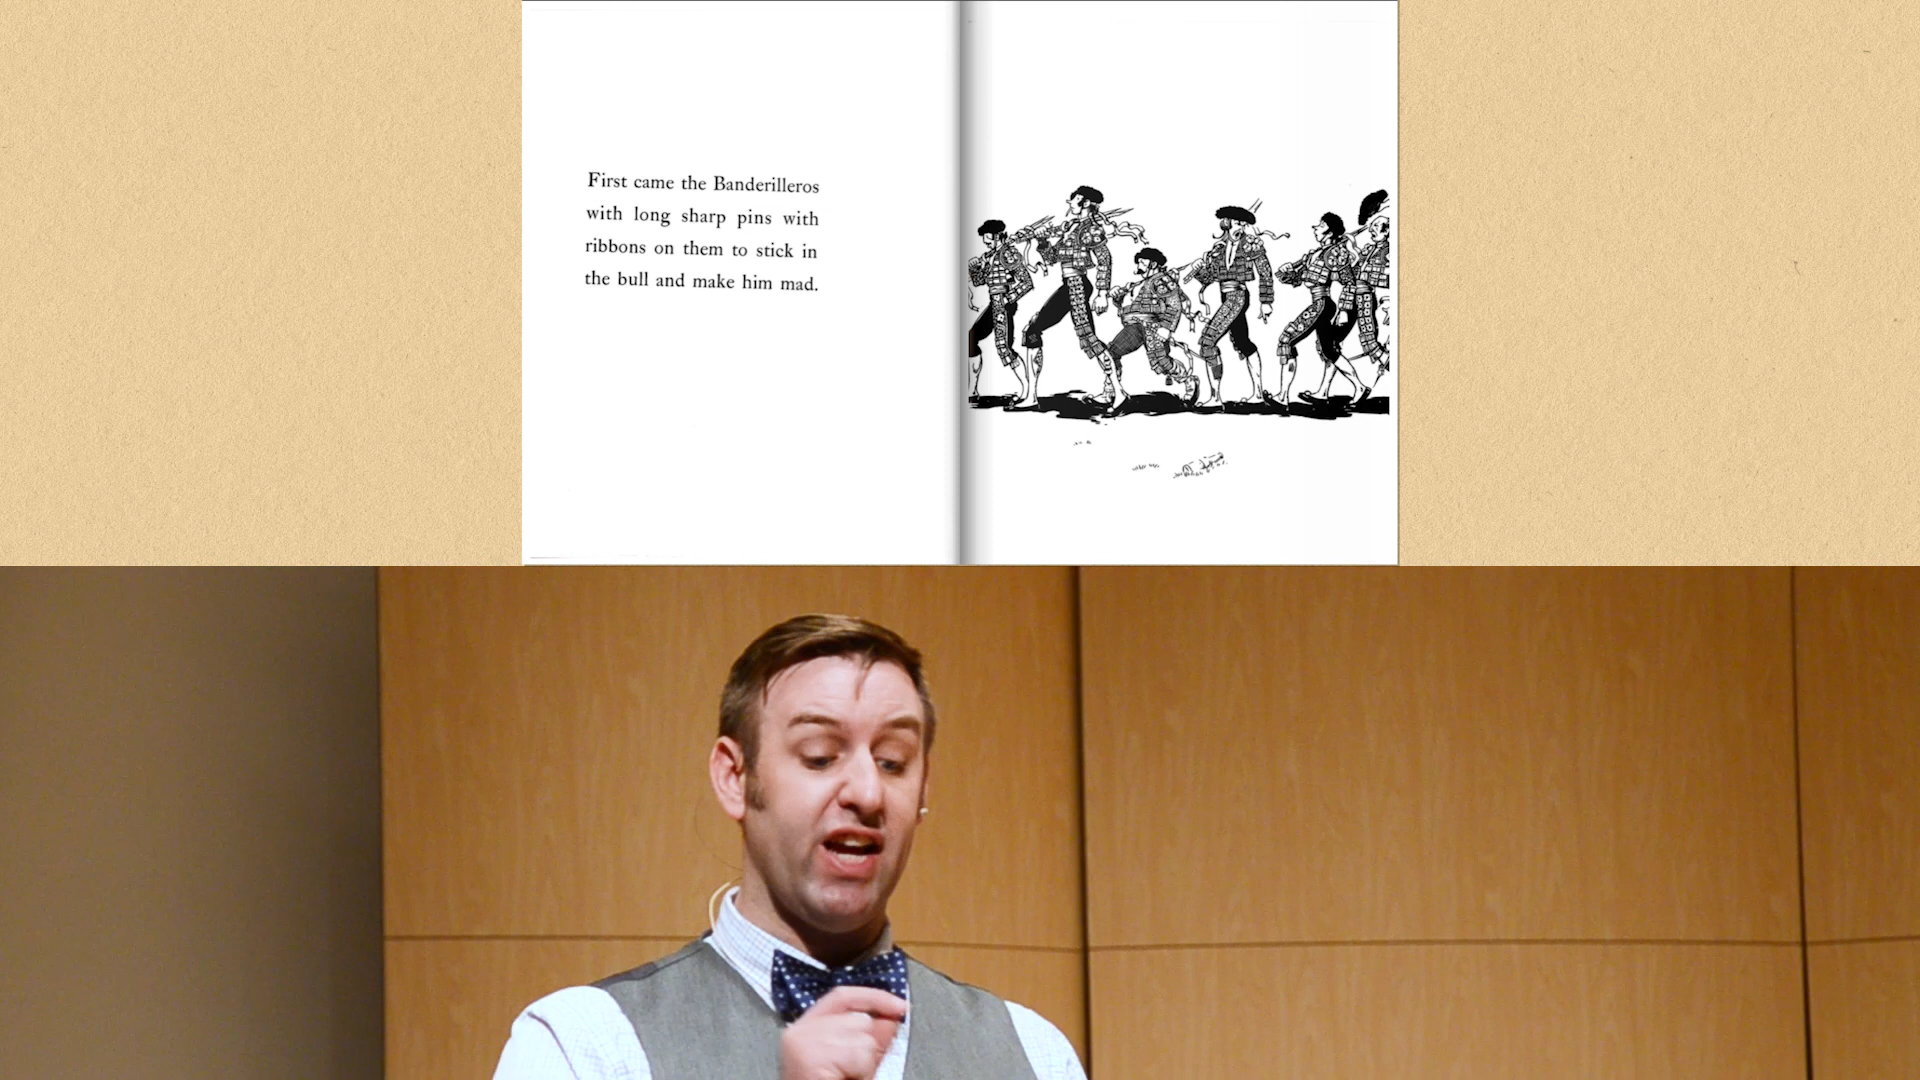 First came the Banderilleros
with long sharp pins with
ribbons on them to stick in
the bull and make him mad.